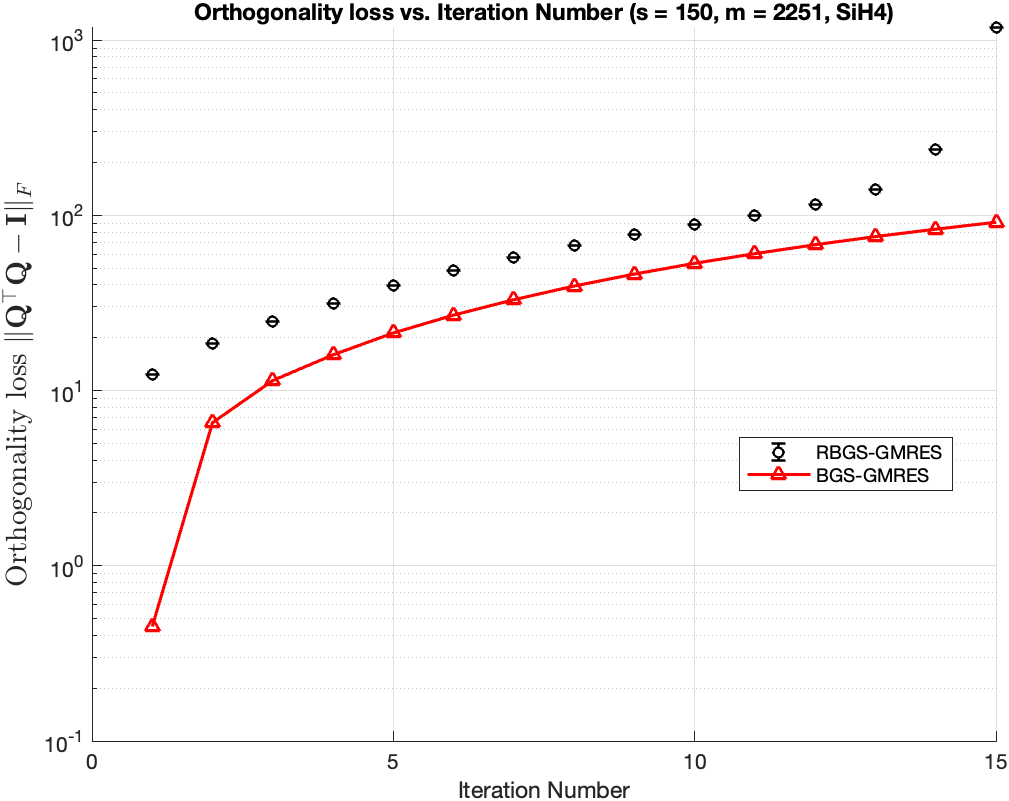 Orthogonality loss vs. Iteration Number (s = 150, m = 2251, SiH4)
Orthogonality loss ||Q^⊤Q − I||_F
10^3
10^2
10^1
10^0
10^-1
RBGS-GMRES
BGS-GMRES
0 5 10 15
Iteration Number